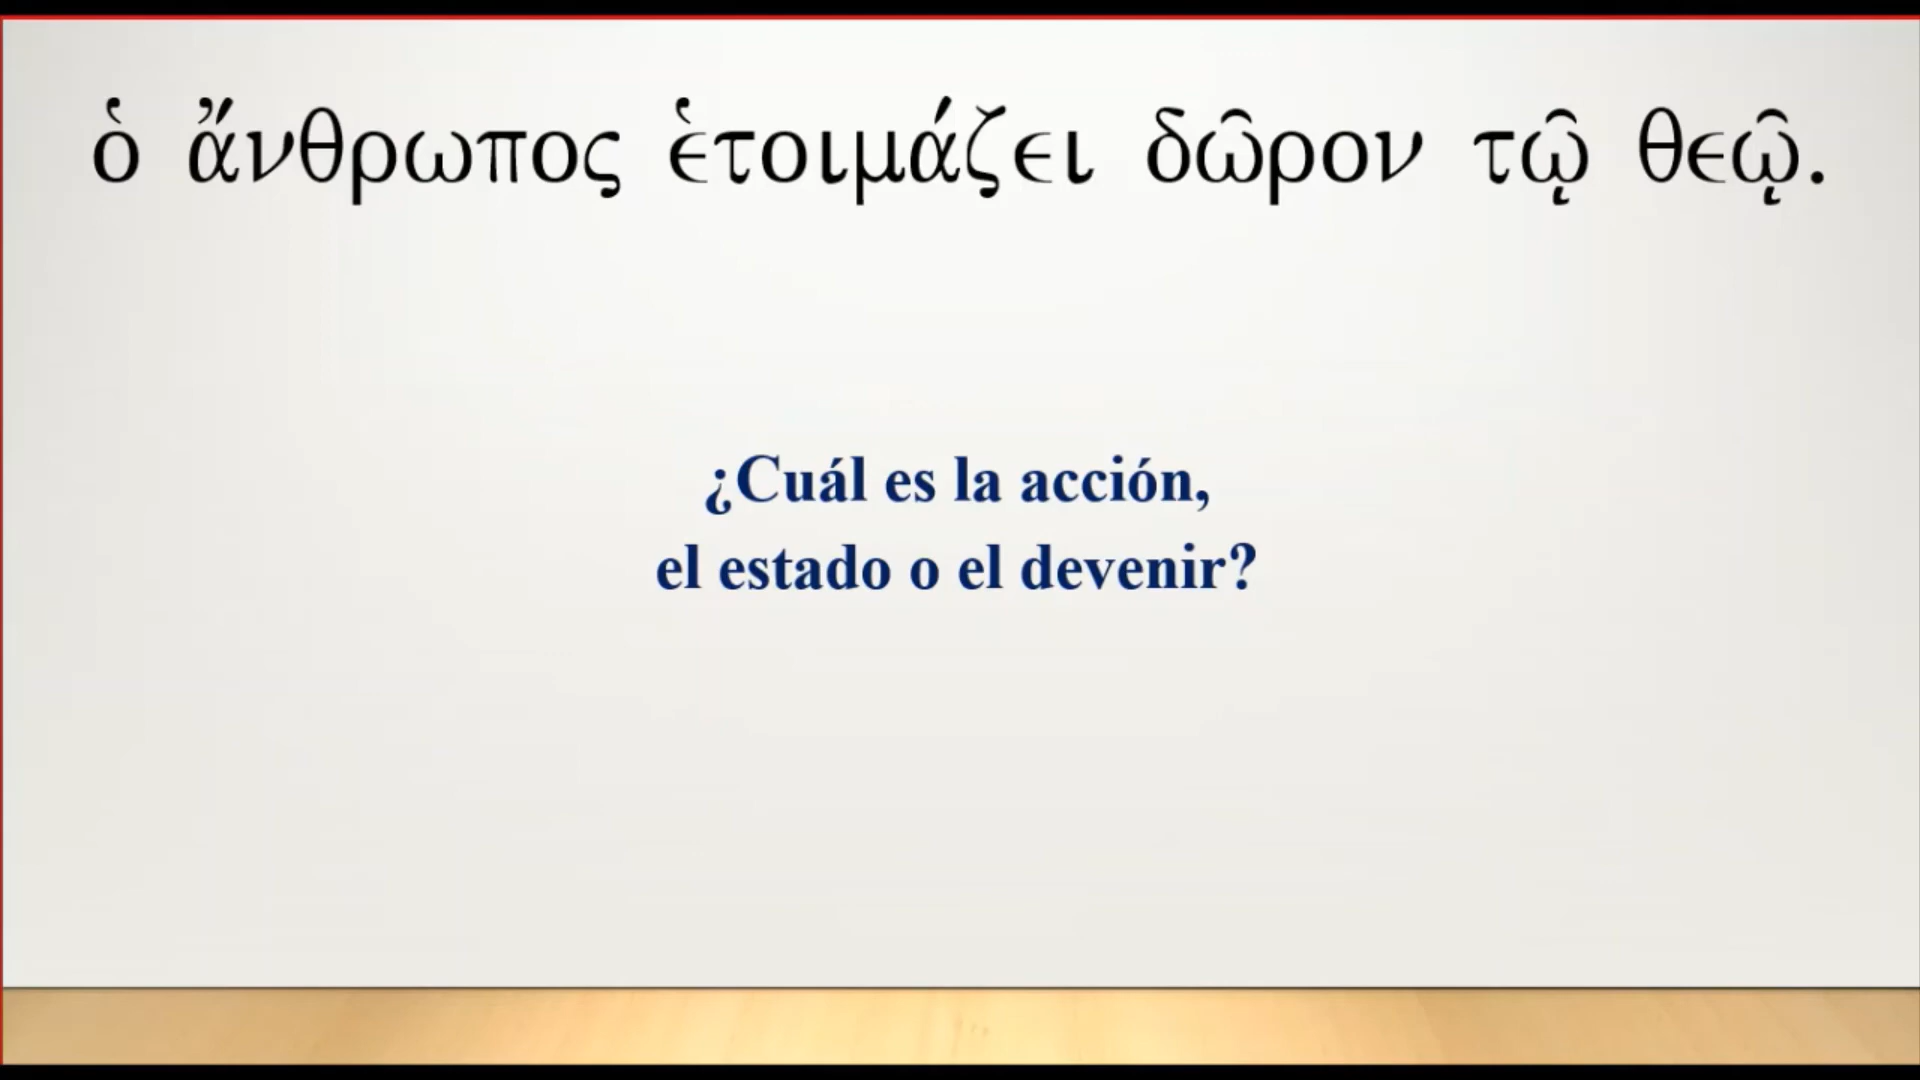 ὁ ἄνθρωπος ἑτοιμάζει δῶρον τῷ θεῷ.
¿Cuál es la acción,
el estado o el devenir?